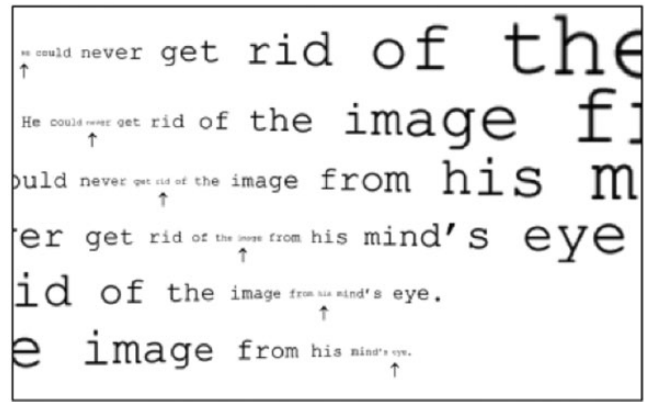 He could never get rid of the
He could never get rid of the image f
ould never get rid of the image from his m
er get rid of the image from his mind's eye
id of the image from his mind's eye.
e image from his mind's eye.